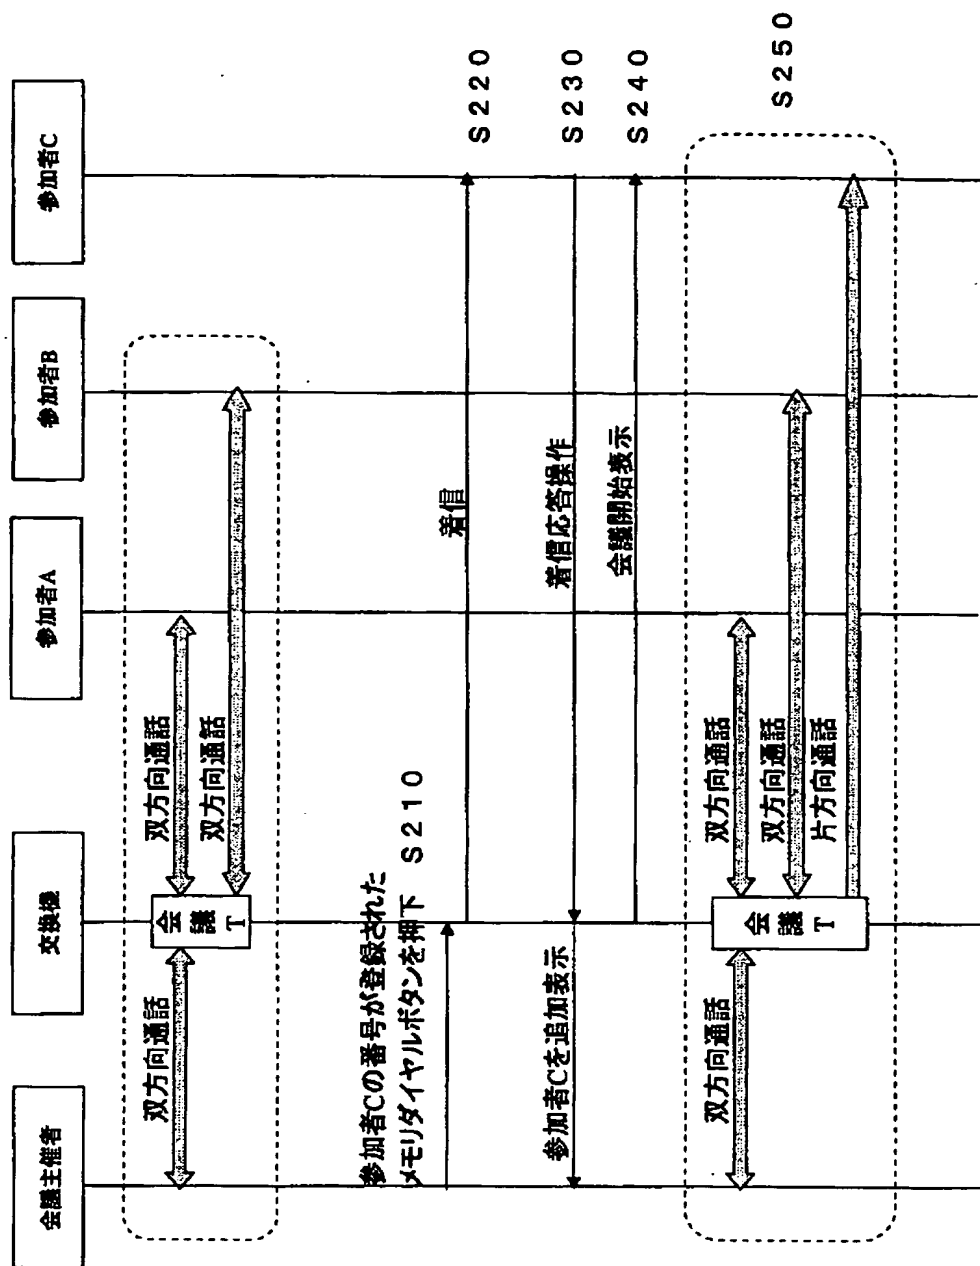 会議主催者
交換機
参加者A
参加者B
参加者C
双方向通話
会議
T
双方向通話
双方向通話
参加者Cの番号が登録された
メモリダイヤルボタンを押下 S210
着信
S220
参加者Cを追加表示
着信応答操作
S230
会議開始表示
S240
双方向通話
会議
T
双方向通話
双方向通話
片方向通話
S250